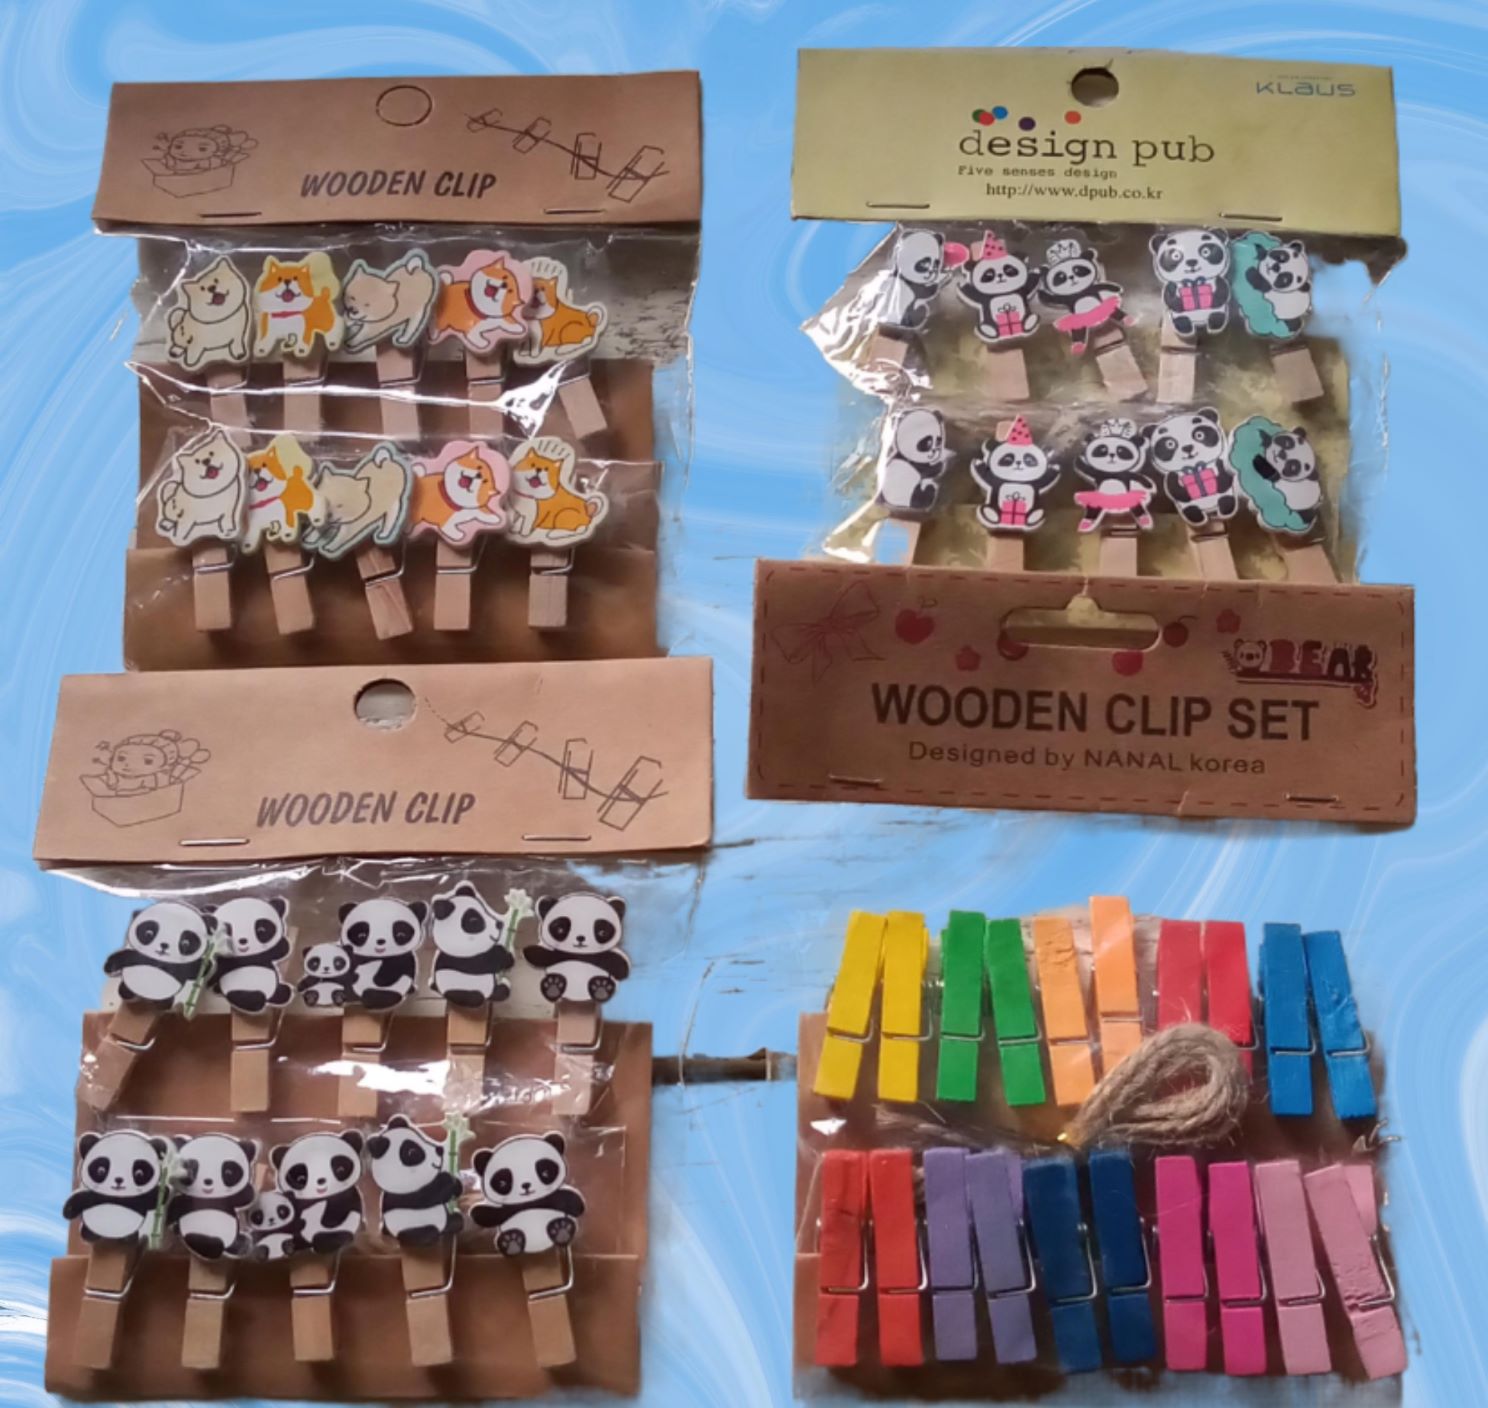 WOODEN CLIP
KLaUS
design pub
Five senses design
http://www.dpub.co.kr
WOODEN CLIP
BEAR
WOODEN CLIP SET
Designed by NANAL korea